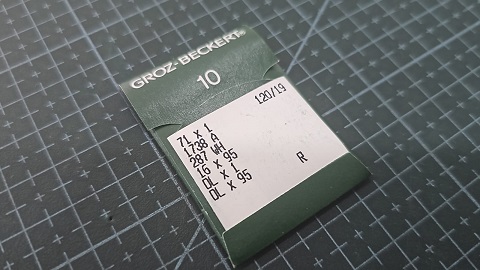 GROZ-BECKERT®
10
120/19
71 X 1
1738 A
287 WH
16 X 95
DL X 1
DL X 95
R